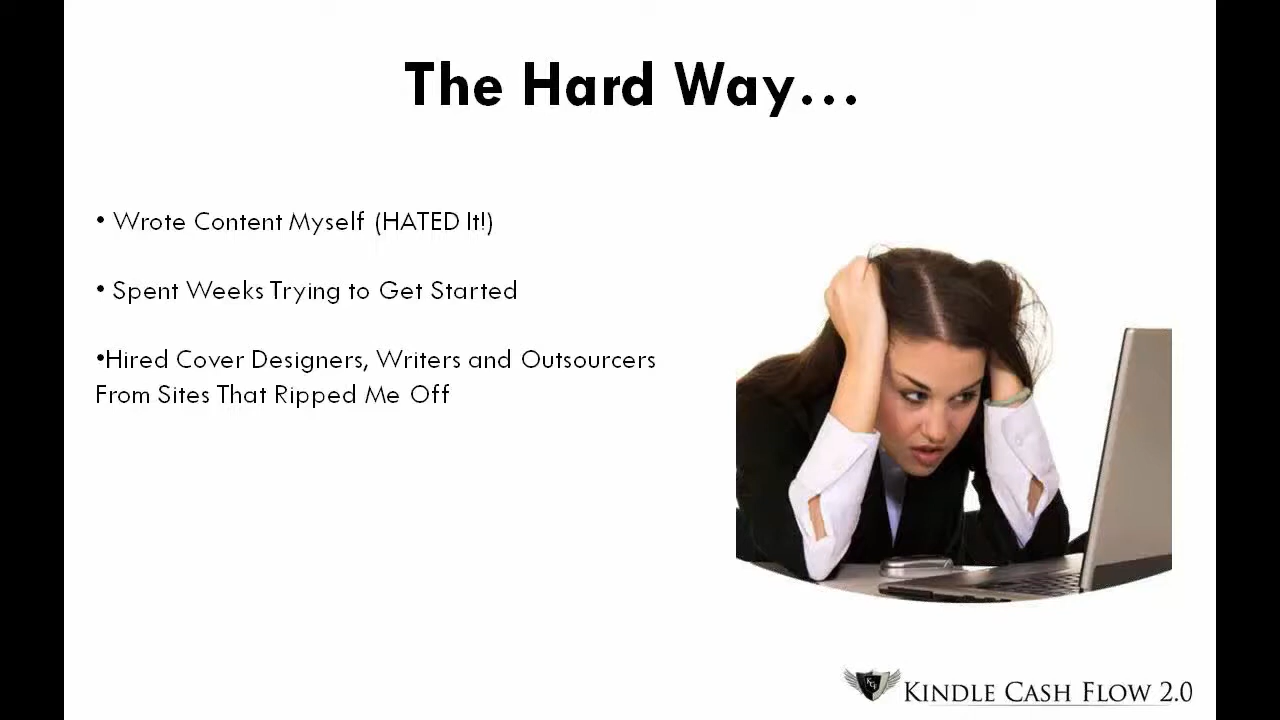 The Hard Way...
• Wrote Content Myself (HATED It!)
• Spent Weeks Trying to Get Started
•Hired Cover Designers, Writers and Outsourcers
From Sites That Ripped Me Off
KINDLE CASH FLOW 2.0